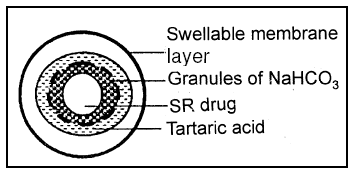 Swellable membrane
layer
Granules of NaHCO₃
SR drug
Tartaric acid